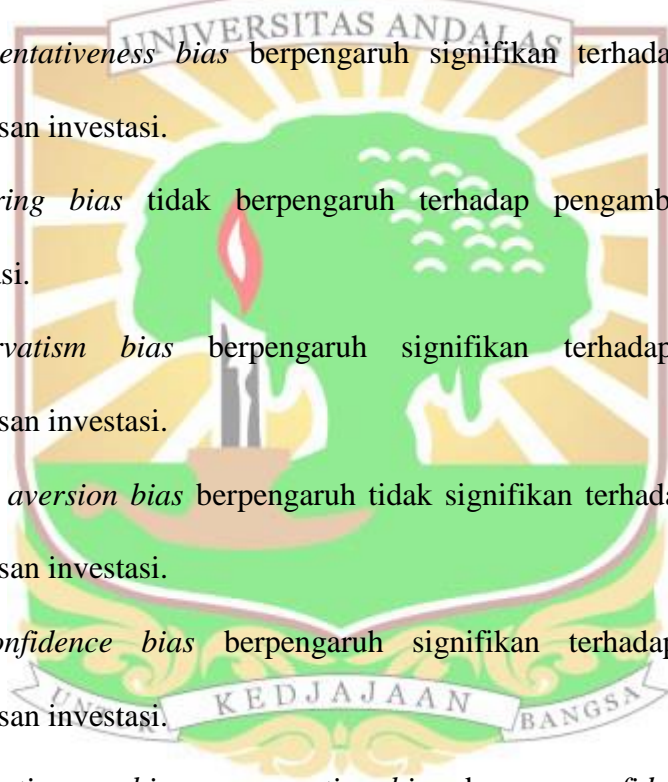 UNIVERSITAS ANDALAS
entativeness bias berpengaruh signifikan terhada
san investasi.
ring bias tidak berpengaruh terhadap pengamb
si.
rvatism bias berpengaruh signifikan terhadap
san investasi.
aversion bias berpengaruh tidak signifikan terhada
san investasi.
onfidence bias berpengaruh signifikan terhadap
UNTUK KEDJAJAAN BANGSA
san investasi.